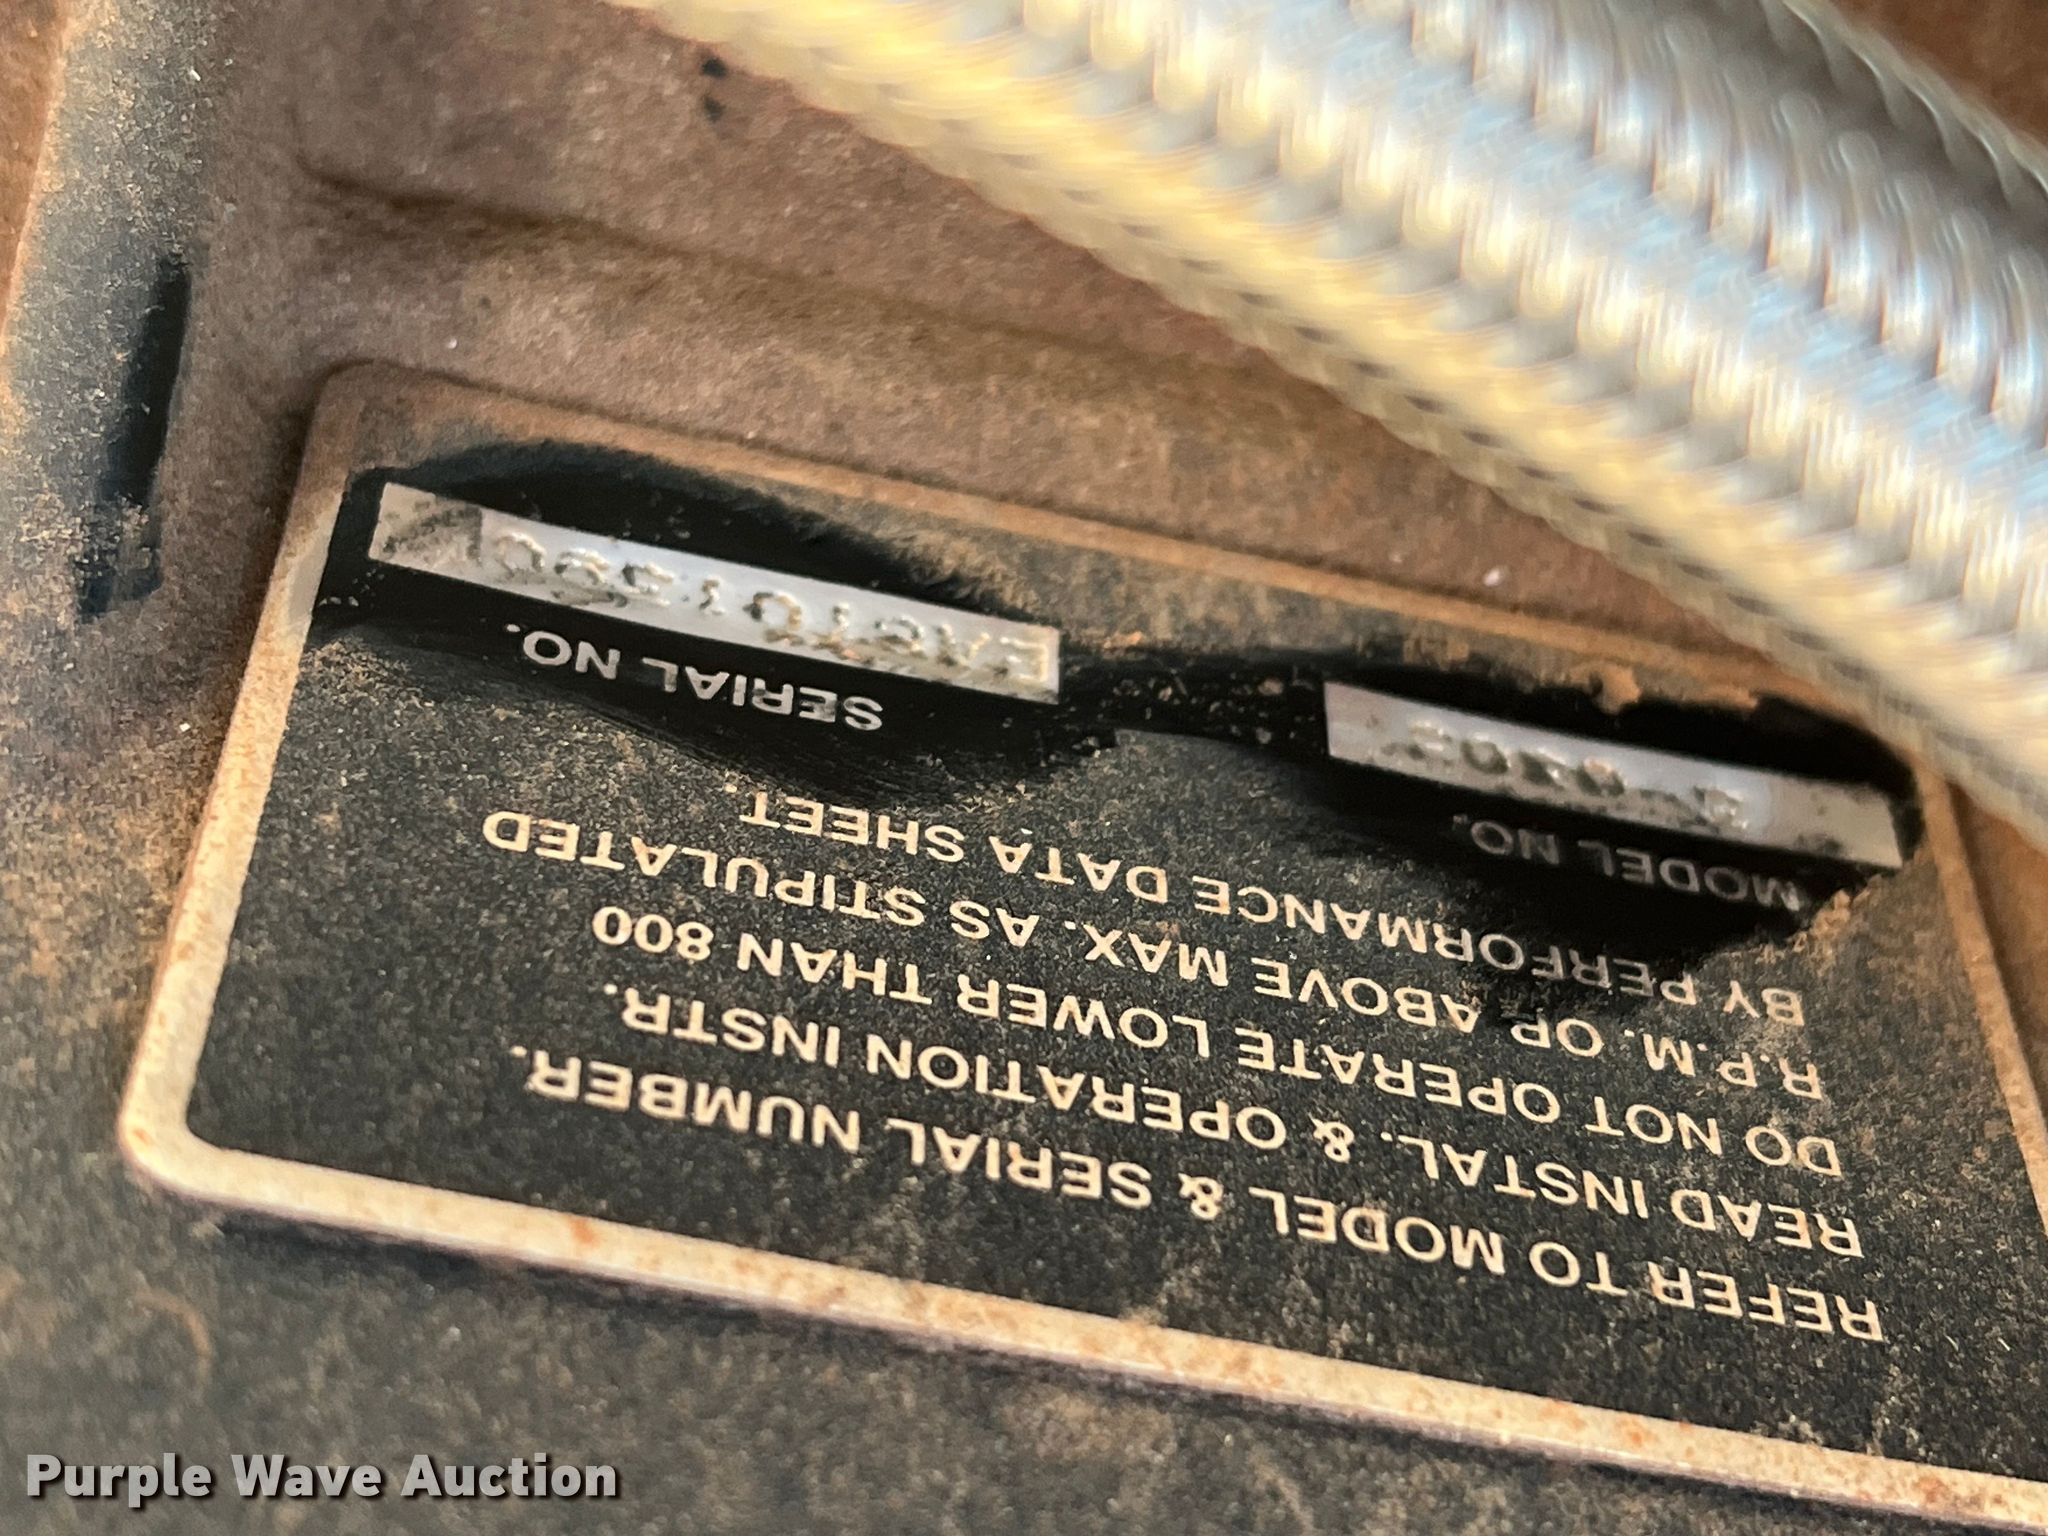 REFER TO MODEL & SERIAL NUMBER.
READ INSTAL. & OPERATION INSTR.
DO NOT OPERATE LOWER THAN 800
R.P.M. OR ABOVE MAX. AS STIPULATED
BY PERFORMANCE DATA SHEET.
MODEL NO. SERIAL NO.
Purple Wave Auction